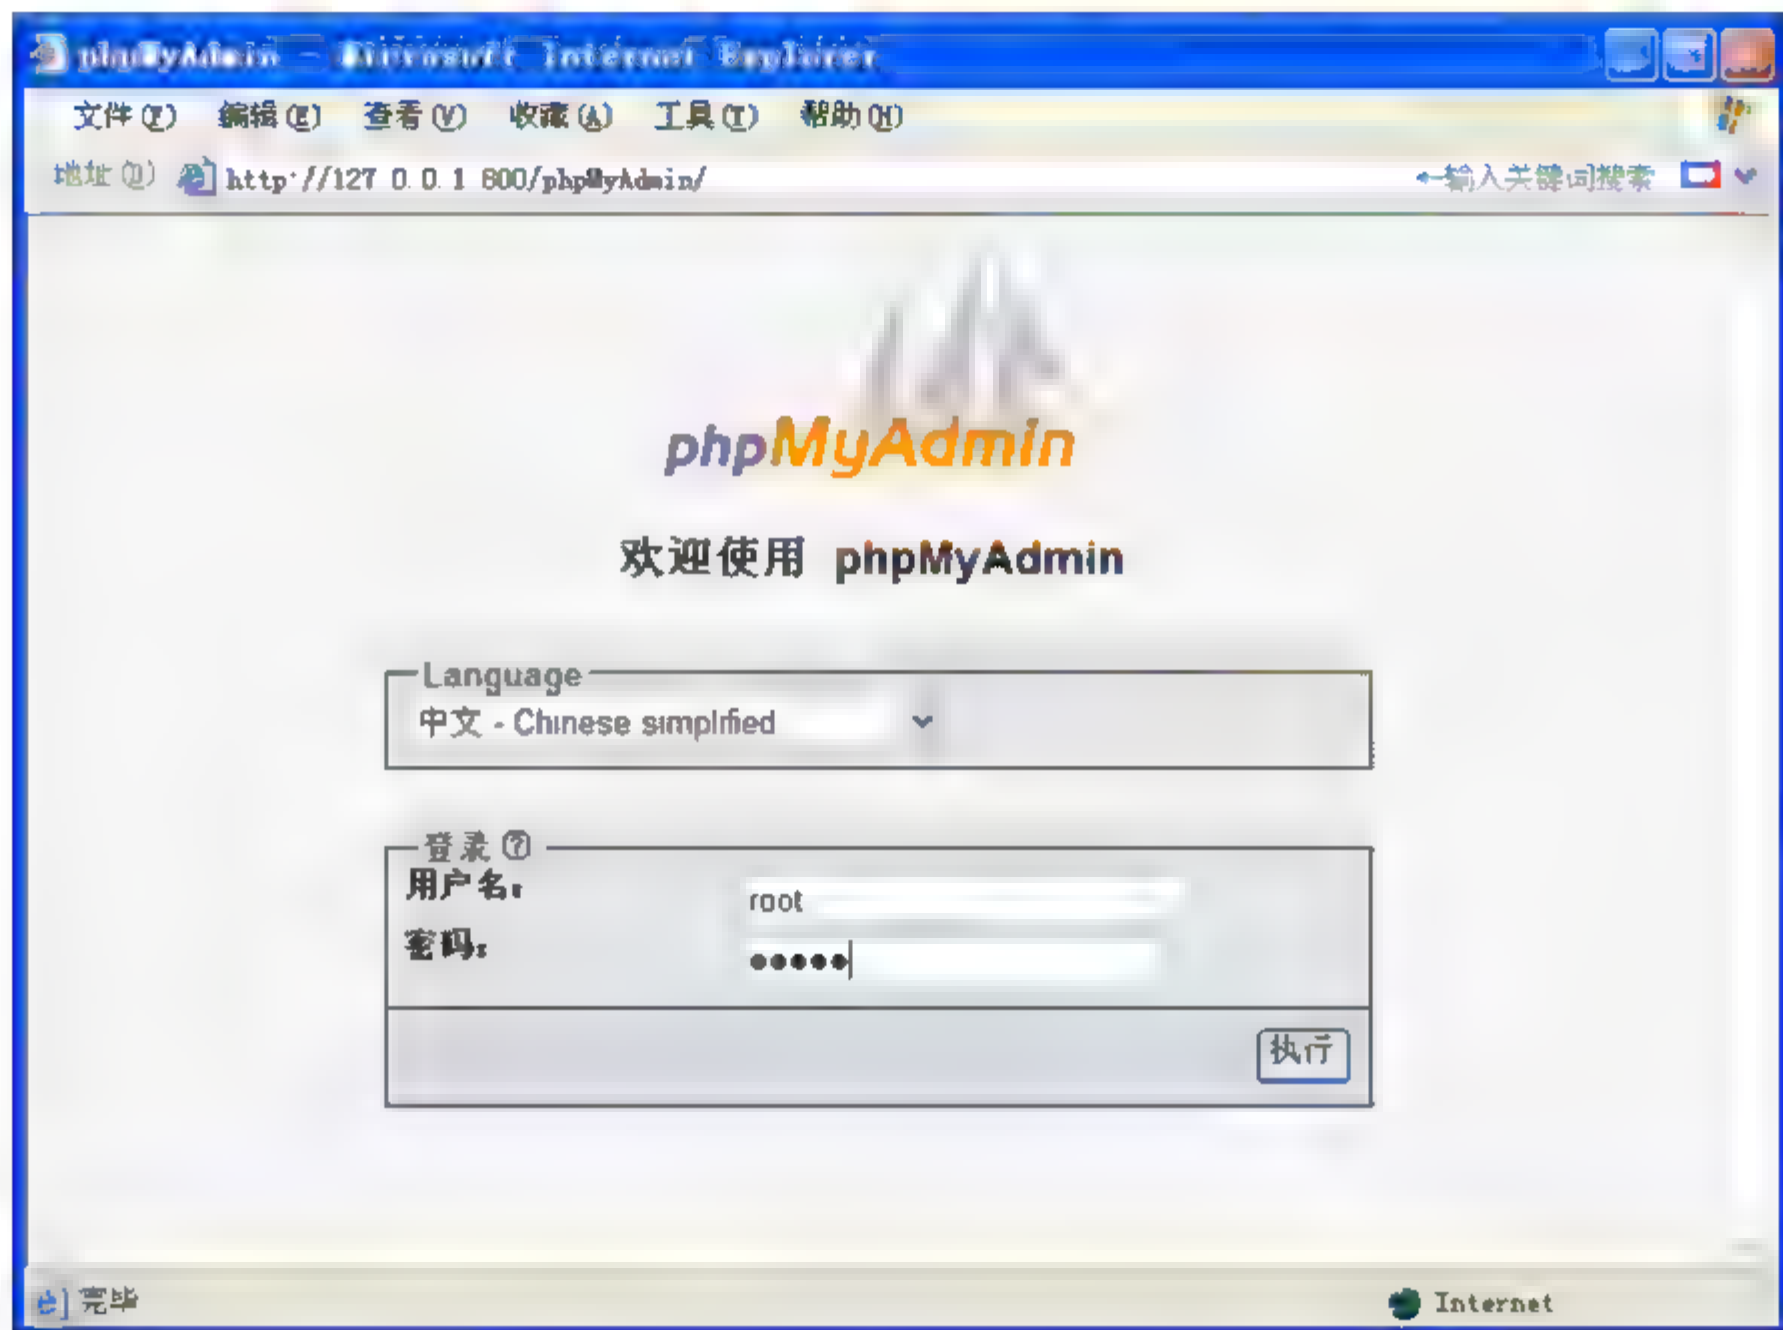 phpMyAdmin - Microsoft Internet Explorer
文件(F) 编辑(E) 查看(V) 收藏(A) 工具(T) 帮助(H)
地址(D) http://127.0.0.1:800/phpMyAdmin/ ←输入关键词搜索
phpMyAdmin
欢迎使用 phpMyAdmin
Language
中文 - Chinese simplified
登录 ?
用户名: root
密码: ●●●●●
执行
完毕 Internet